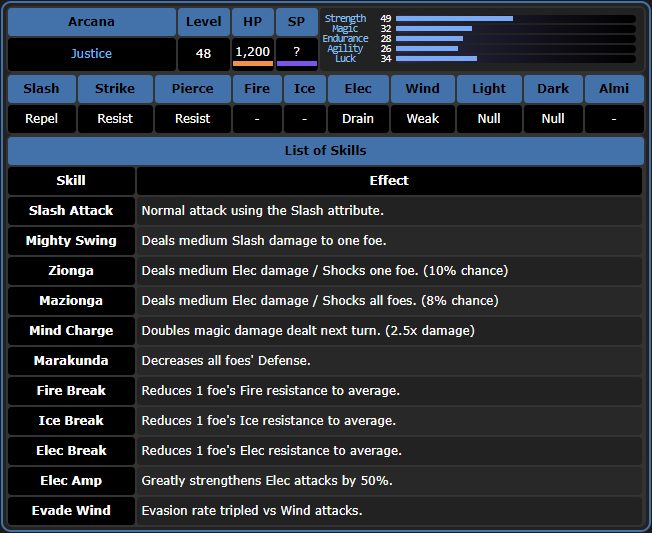 Arcana Level HP SP
Justice 48 1,200 ?
Strength 49
Magic 32
Endurance 28
Agility 26
Luck 34
Slash Strike Pierce Fire Ice Elec Wind Light Dark Almi
Repel Resist Resist - - Drain Weak Null Null -
List of Skills
Skill Effect
Slash Attack Normal attack using the Slash attribute.
Mighty Swing Deals medium Slash damage to one foe.
Zionga Deals medium Elec damage / Shocks one foe. (10% chance)
Mazionga Deals medium Elec damage / Shocks all foes. (8% chance)
Mind Charge Doubles magic damage dealt next turn. (2.5x damage)
Marakunda Decreases all foes' Defense.
Fire Break Reduces 1 foe's Fire resistance to average.
Ice Break Reduces 1 foe's Ice resistance to average.
Elec Break Reduces 1 foe's Elec resistance to average.
Elec Amp Greatly strengthens Elec attacks by 50%.
Evade Wind Evasion rate tripled vs Wind attacks.